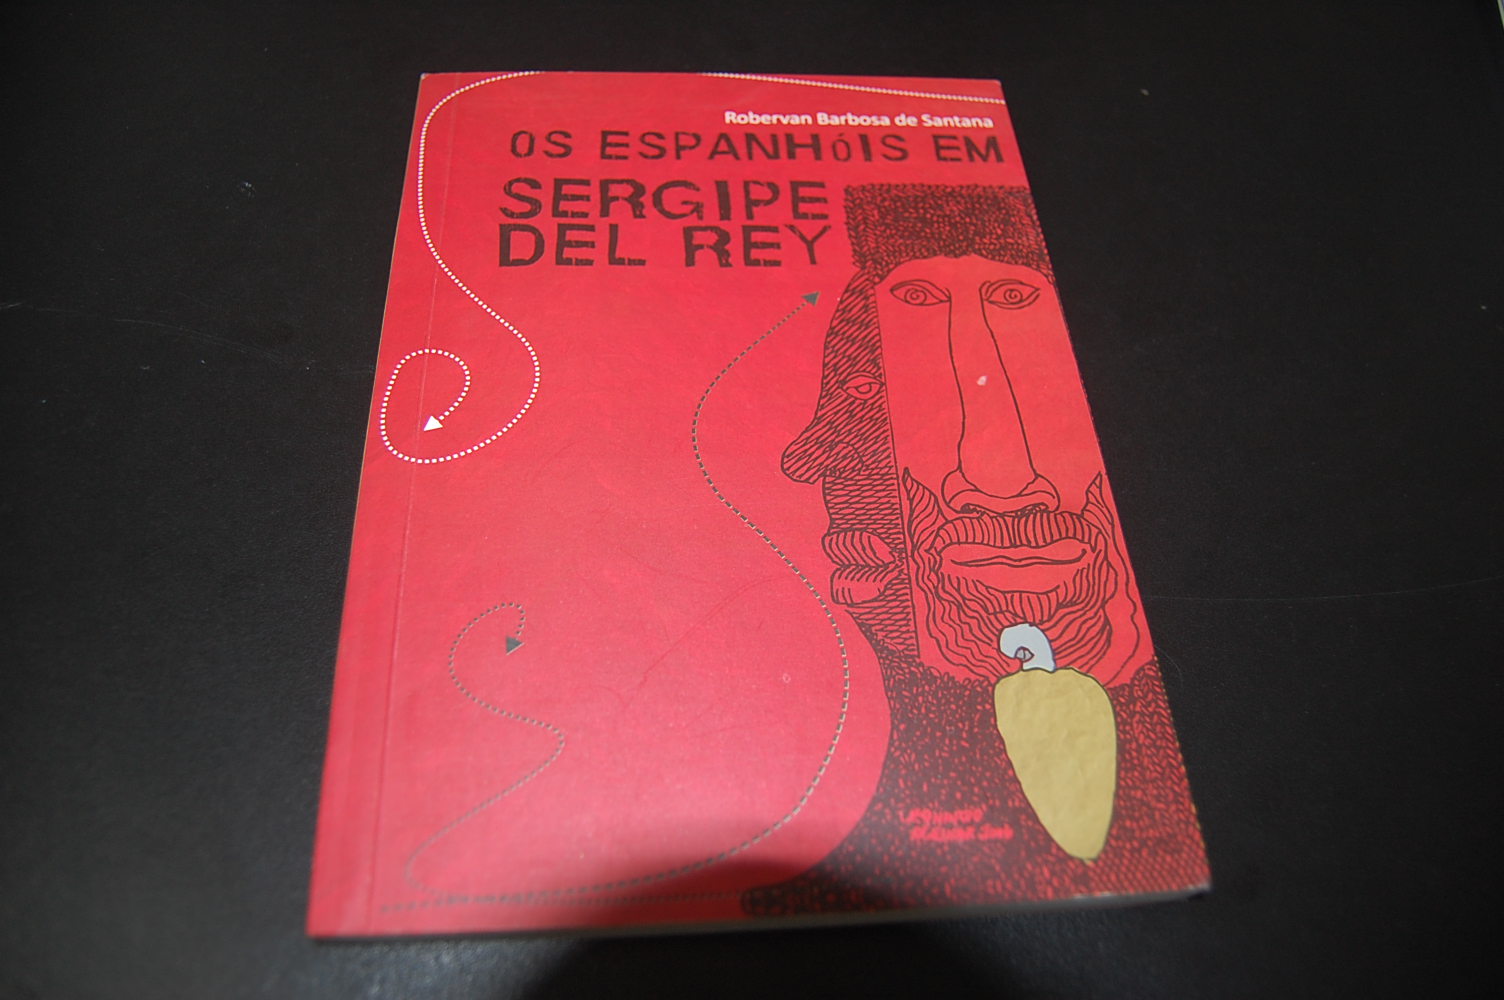 Robervan Barbosa de Santana
OS ESPANHÓIS EM
SERGIPE
DEL REY